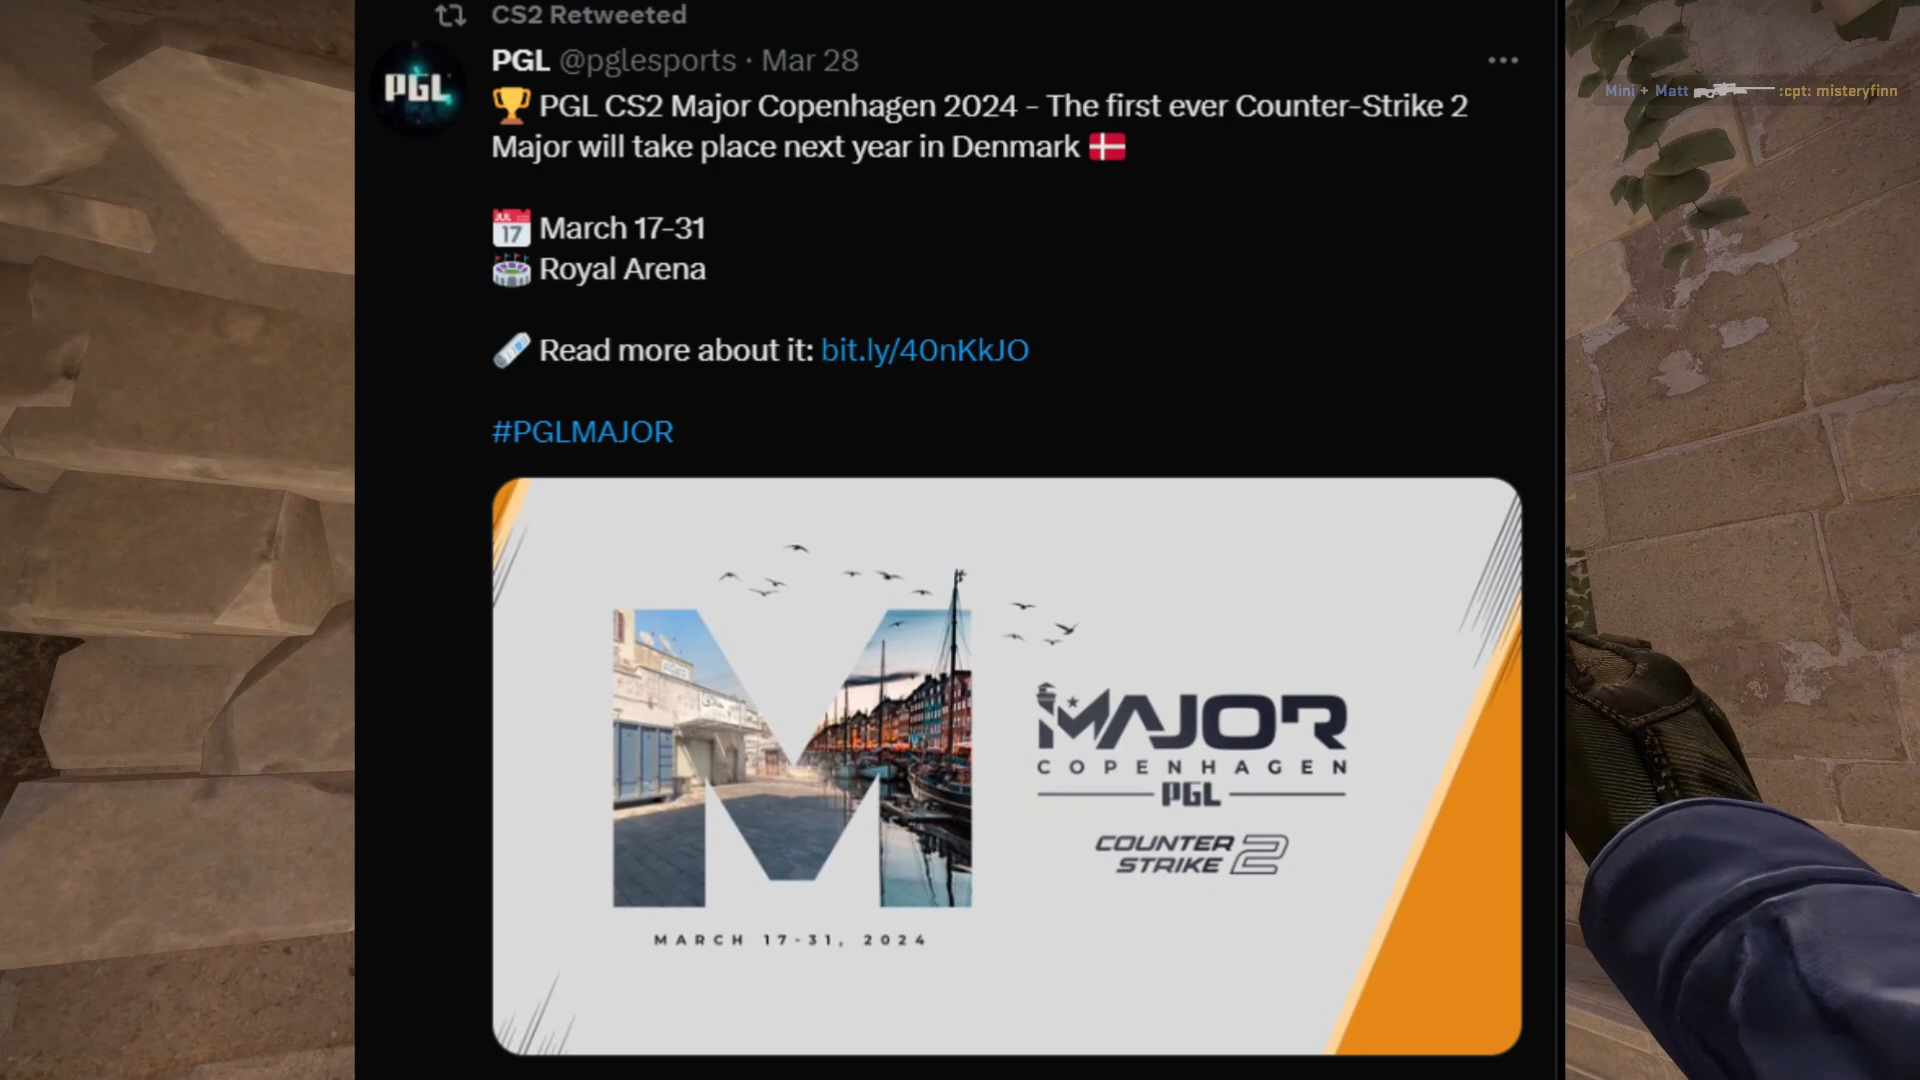 CS2 Retweeted
PGL @pglesports · Mar 28
🏆 PGL CS2 Major Copenhagen 2024 - The first ever Counter-Strike 2
Major will take place next year in Denmark 🇩🇰
JUL
17
March 17-31
🏟️ Royal Arena
🗞️ Read more about it: bit.ly/40nKkJO
#PGLMAJOR
PGL
MAJOR
COPENHAGEN
PGL
COUNTER
STRIKE 2
MARCH 17-31, 2024
Mini + Matt :cpt: misteryfinn